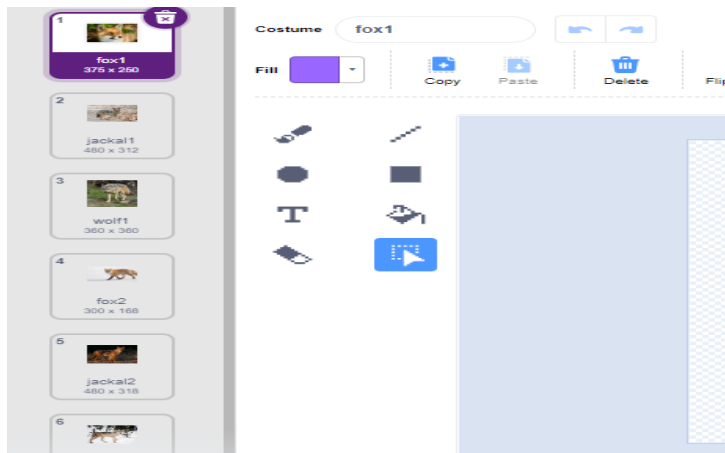 1
fox1
375 x 250
2
jackal1
480 x 312
3
wolf1
360 x 360
4
fox2
300 x 168
5
jackal2
480 x 318
6
Costume fox1
Fill Copy Paste Delete Flip
T